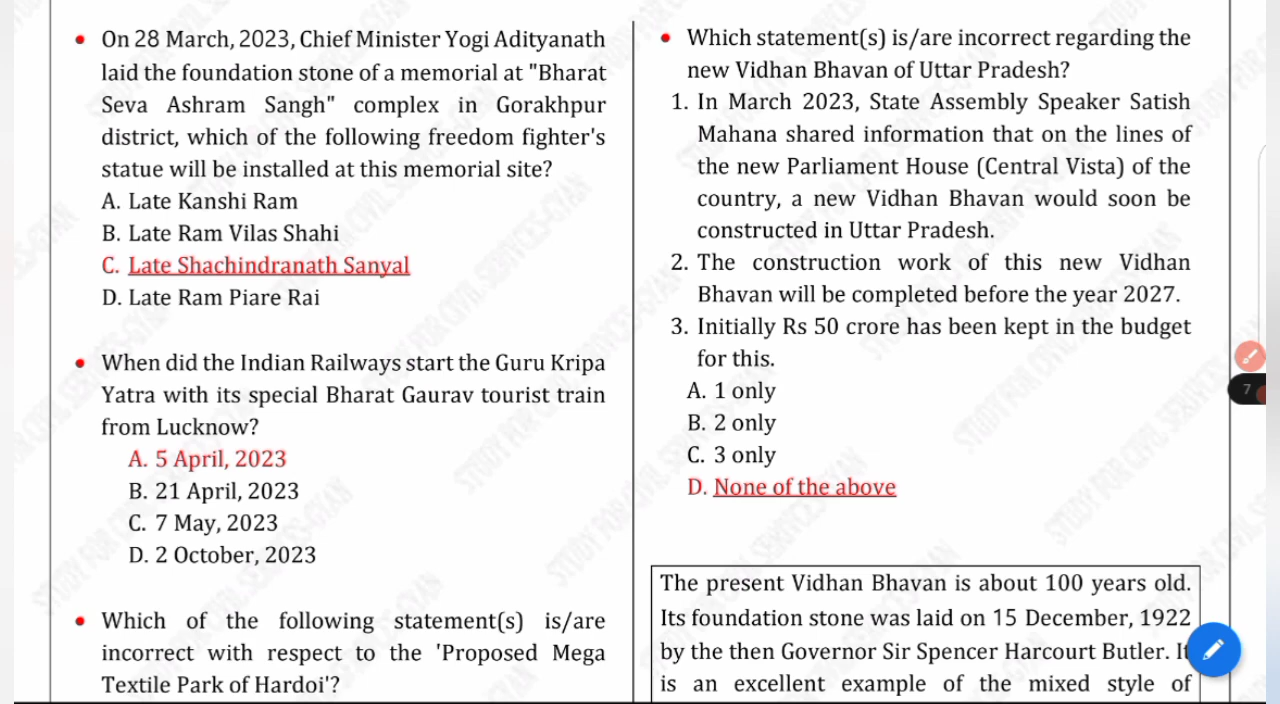 • On 28 March, 2023, Chief Minister Yogi Adityanath
laid the foundation stone of a memorial at "Bharat
Seva Ashram Sangh" complex in Gorakhpur
district, which of the following freedom fighter's
statue will be installed at this memorial site?
A. Late Kanshi Ram
B. Late Ram Vilas Shahi
C. Late Shachindranath Sanyal
D. Late Ram Piare Rai
• When did the Indian Railways start the Guru Kripa
Yatra with its special Bharat Gaurav tourist train
from Lucknow?
A. 5 April, 2023
B. 21 April, 2023
C. 7 May, 2023
D. 2 October, 2023
• Which of the following statement(s) is/are
incorrect with respect to the 'Proposed Mega
Textile Park of Hardoi'?
• Which statement(s) is/are incorrect regarding the
new Vidhan Bhavan of Uttar Pradesh?
1. In March 2023, State Assembly Speaker Satish
Mahana shared information that on the lines of
the new Parliament House (Central Vista) of the
country, a new Vidhan Bhavan would soon be
constructed in Uttar Pradesh.
2. The construction work of this new Vidhan
Bhavan will be completed before the year 2027.
3. Initially Rs 50 crore has been kept in the budget
for this.
A. 1 only
B. 2 only
C. 3 only
D. None of the above
The present Vidhan Bhavan is about 100 years old.
Its foundation stone was laid on 15 December, 1922
by the then Governor Sir Spencer Harcourt Butler. It
is an excellent example of the mixed style of
7